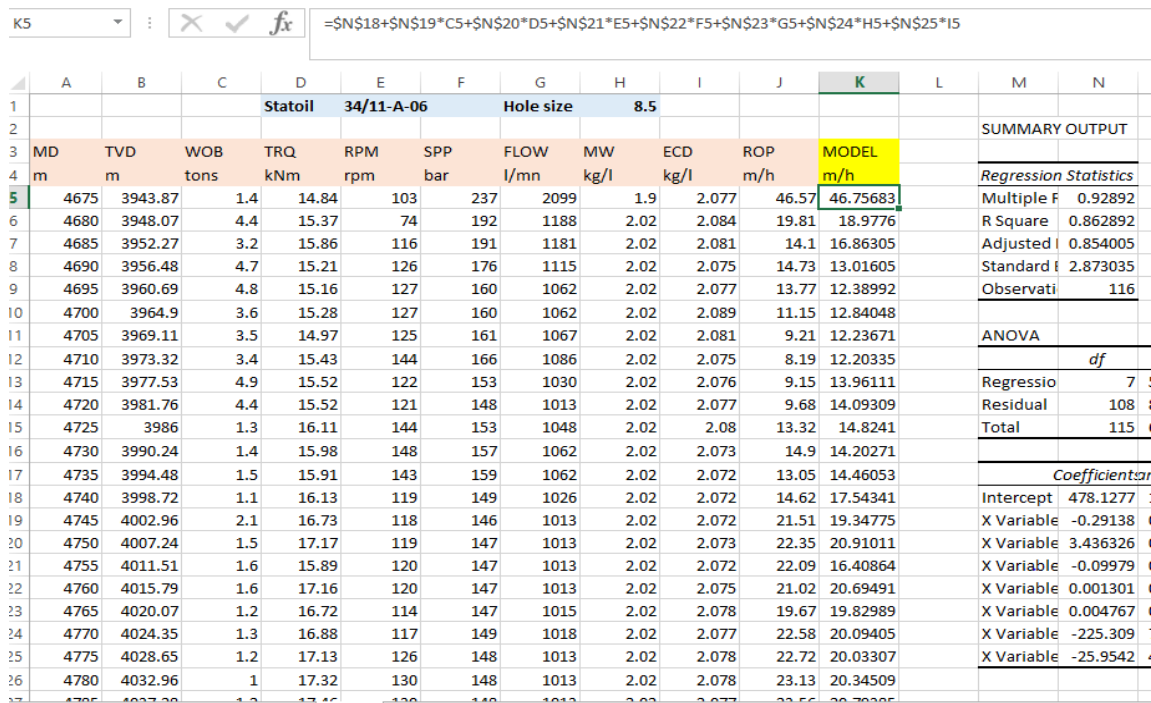 K5 fx =$N$18+$N$19*C5+$N$20*D5+$N$21*E5+$N$22*F5+$N$23*G5+$N$24*H5+$N$25*I5
A B C D E F G H I J K L M N
1 Statoil 34/11-A-06 Hole size 8.5
2 SUMMARY OUTPUT
3 MD TVD WOB TRQ RPM SPP FLOW MW ECD ROP MODEL
4 m m tons kNm rpm bar l/mn kg/l kg/l m/h m/h Regression Statistics
5 4675 3943.87 1.4 14.84 103 237 2099 1.9 2.077 46.57 46.75683 Multiple 0.92892
6 4680 3948.07 4.4 15.37 74 192 1188 2.02 2.084 19.81 18.9776 R Square 0.862892
7 4685 3952.27 3.2 15.86 116 191 1181 2.02 2.081 14.1 16.86305 Adjusted 0.854005
8 4690 3956.48 4.7 15.21 126 176 1115 2.02 2.075 14.73 13.01605 Standard 2.873035
9 4695 3960.69 4.8 15.16 127 160 1062 2.02 2.077 13.77 12.38992 Observati 116
10 4700 3964.9 3.6 15.28 127 160 1062 2.02 2.089 11.15 12.84048
11 4705 3969.11 3.5 14.97 125 161 1067 2.02 2.081 9.21 12.23671 ANOVA
12 4710 3973.32 3.4 15.43 144 166 1086 2.02 2.075 8.19 12.20335 df
13 4715 3977.53 4.9 15.52 122 153 1030 2.02 2.076 9.15 13.96111 Regressio 7
14 4720 3981.76 4.4 15.52 121 148 1013 2.02 2.077 9.68 14.09309 Residual 108
15 4725 3986 1.3 16.11 144 153 1048 2.02 2.08 13.32 14.8241 Total 115
16 4730 3990.24 1.4 15.98 148 157 1062 2.02 2.073 14.9 14.20271
17 4735 3994.48 1.5 15.91 143 159 1062 2.02 2.072 13.05 14.46053 Coefficients
18 4740 3998.72 1.1 16.13 119 149 1026 2.02 2.072 14.62 17.54341 Intercept 478.1277
19 4745 4002.96 2.1 16.73 118 146 1013 2.02 2.072 21.51 19.34775 X Variable -0.29138
20 4750 4007.24 1.5 17.17 119 147 1013 2.02 2.073 22.35 20.91011 X Variable 3.436326
21 4755 4011.51 1.6 15.89 120 147 1013 2.02 2.072 22.09 16.40864 X Variable -0.09979
22 4760 4015.79 1.6 17.16 120 147 1013 2.02 2.075 21.02 20.69491 X Variable 0.001301
23 4765 4020.07 1.2 16.72 114 147 1015 2.02 2.078 19.67 19.82989 X Variable 0.004767
24 4770 4024.35 1.3 16.88 117 149 1018 2.02 2.077 22.58 20.09405 X Variable -225.309
25 4775 4028.65 1.2 17.13 126 148 1013 2.02 2.078 22.72 20.03307 X Variable -25.9542
26 4780 4032.96 1 17.32 130 148 1013 2.02 2.078 23.13 20.34509